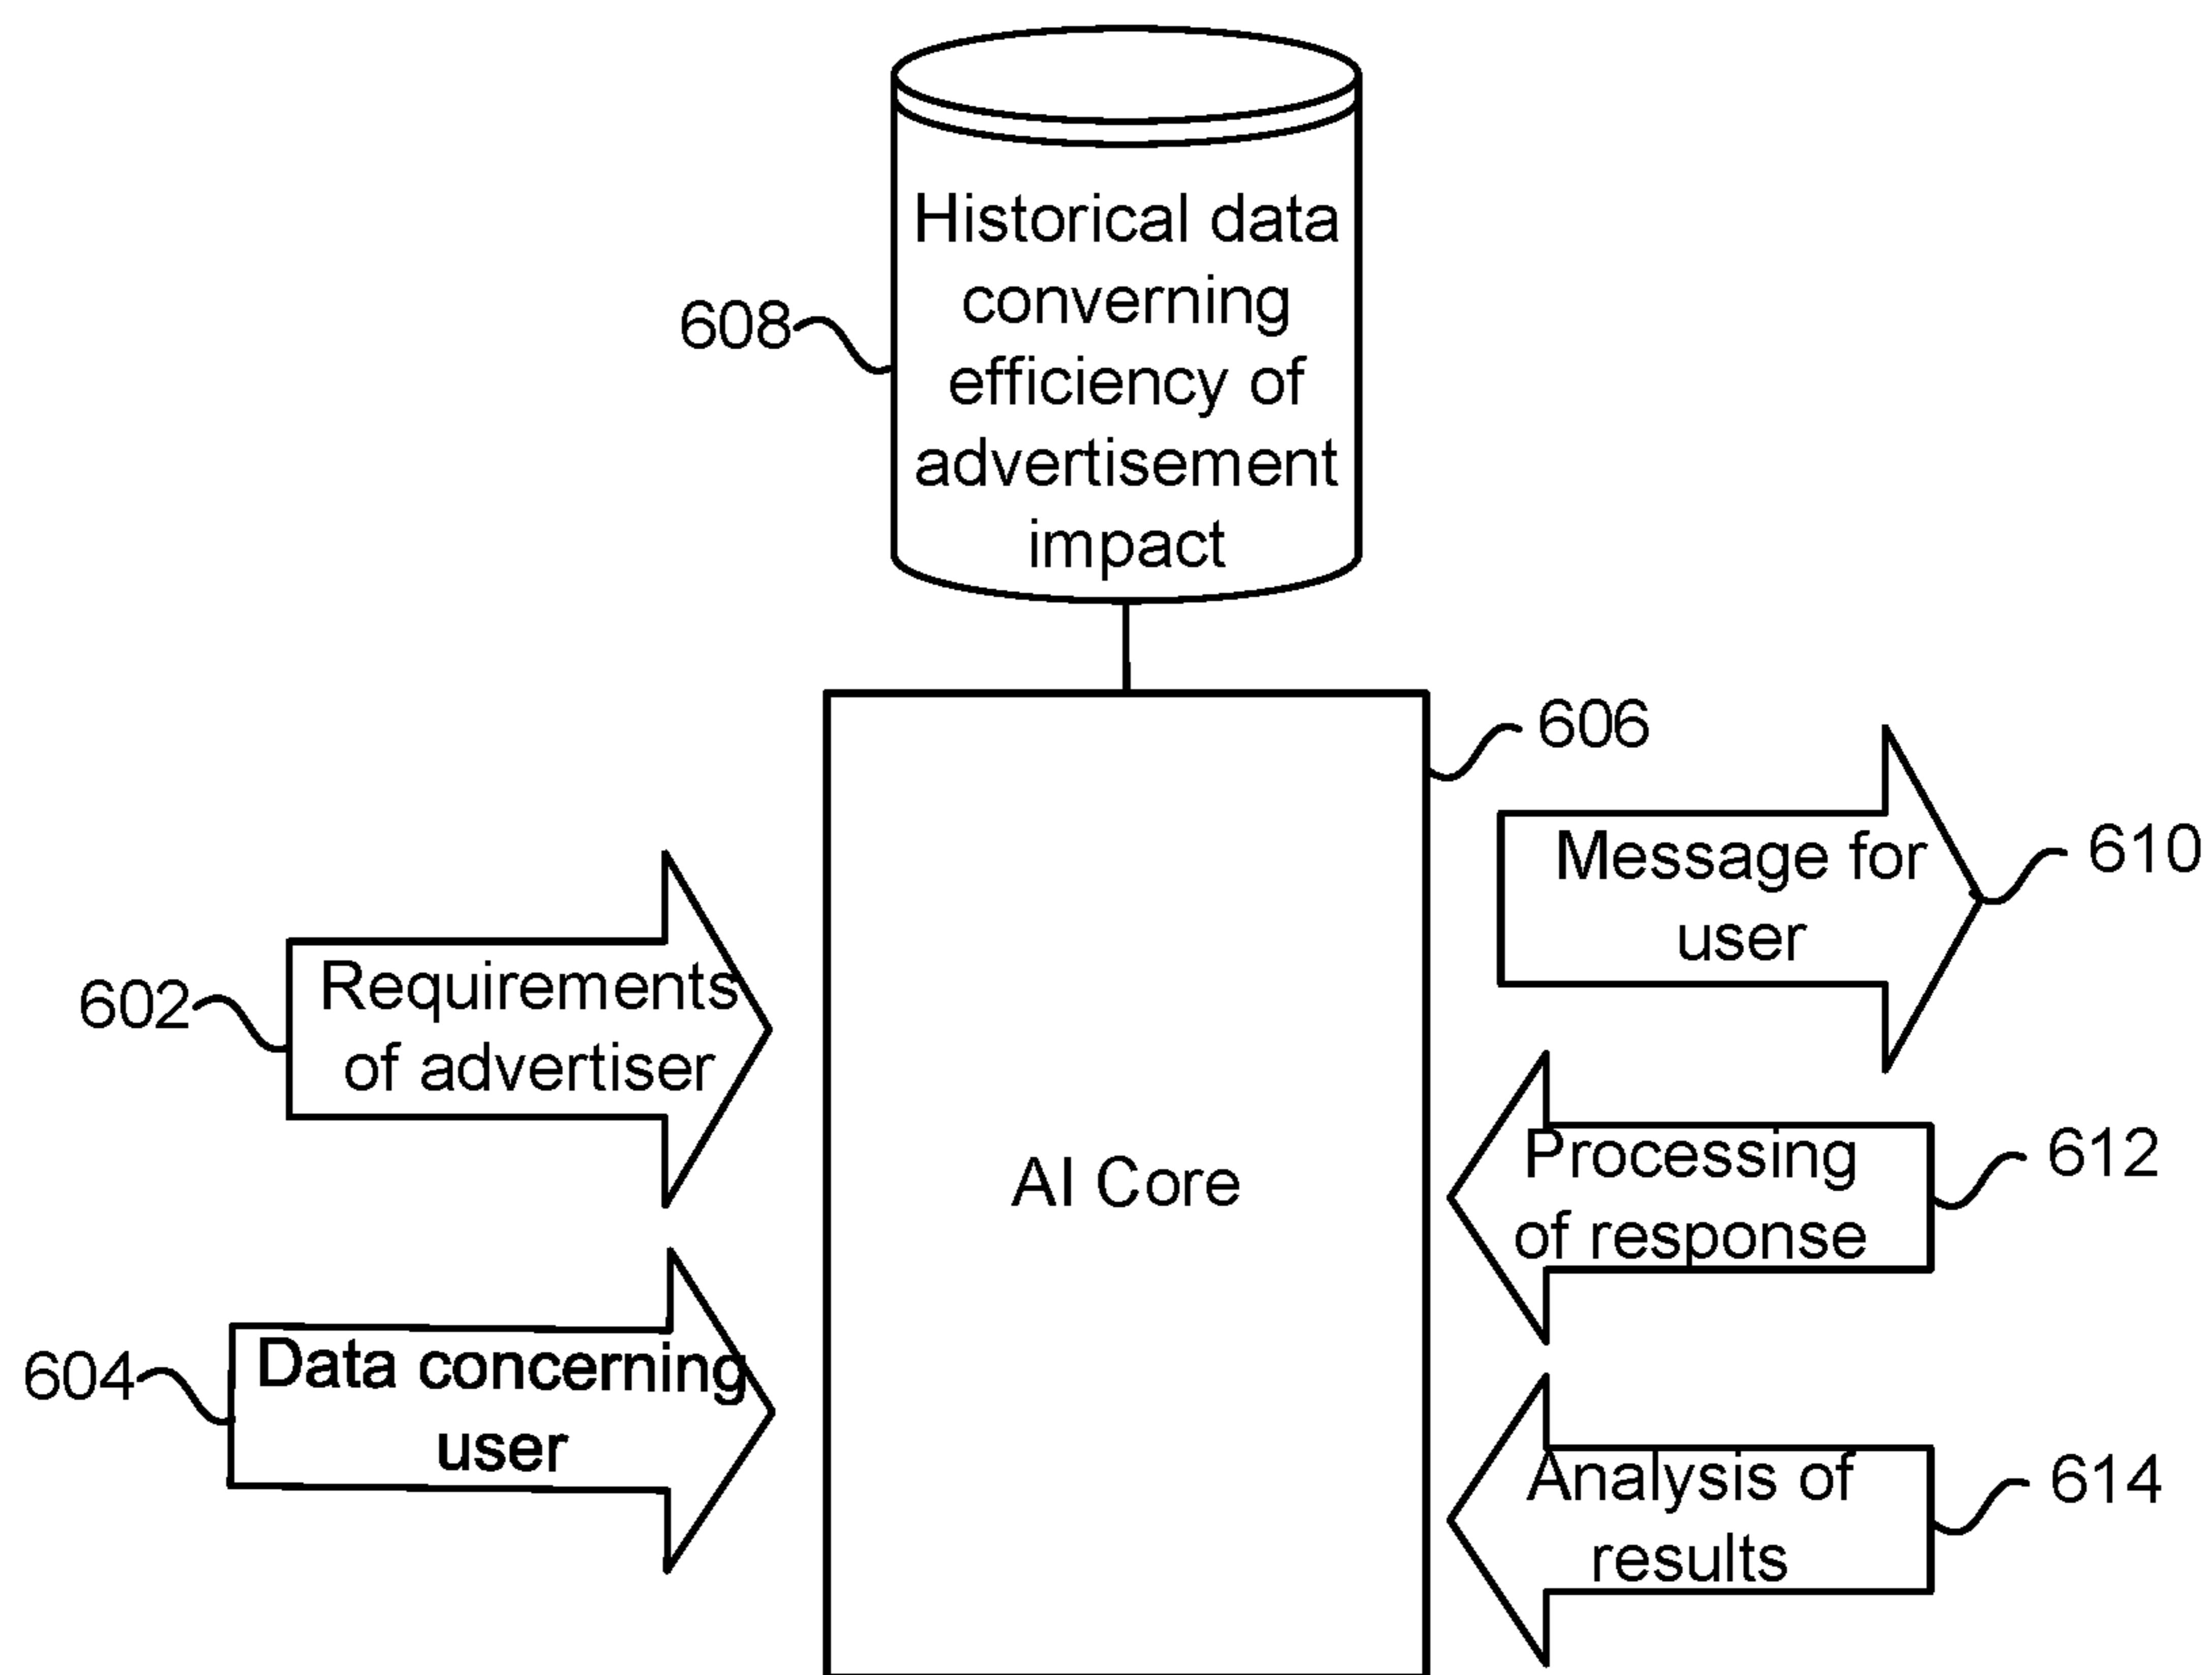 Historical data
converning
efficiency of
advertisement
impact
608
606
Message for
user
610
Requirements
of advertiser
602
AI Core
Processing
of response
612
Data concerning
user
604
Analysis of
results
614